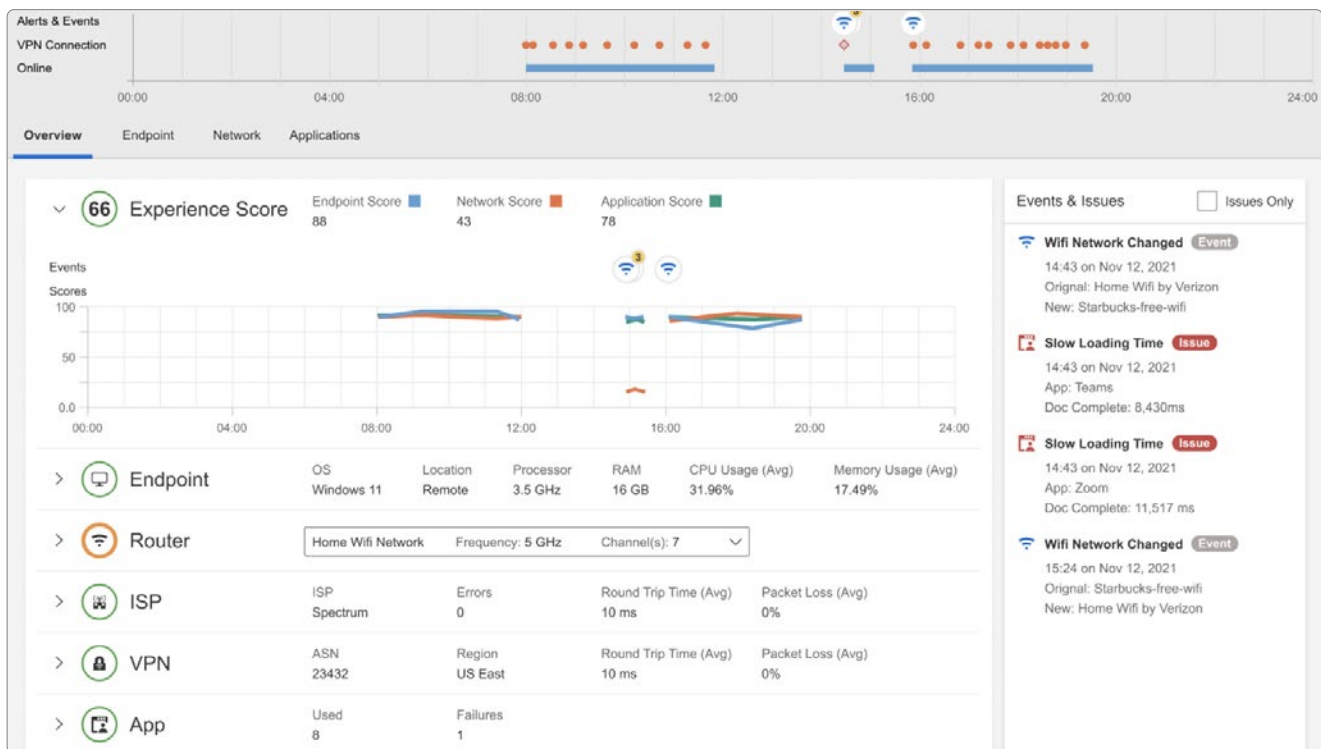 Alerts & Events
VPN Connection
Online
00:00 04:00 08:00 12:00 16:00 20:00 24:00
Overview Endpoint Network Applications
66 Experience Score
Endpoint Score
88
Network Score
43
Application Score
78
Events
3
Scores
100
50
0.0
00:00 04:00 08:00 12:00 16:00 20:00 24:00
Endpoint
OS
Windows 11
Location
Remote
Processor
3.5 GHz
RAM
16 GB
CPU Usage (Avg)
31.96%
Memory Usage (Avg)
17.49%
Router
Home Wifi Network Frequency: 5 GHz Channel(s): 7
ISP
ISP
Spectrum
Errors
0
Round Trip Time (Avg)
10 ms
Packet Loss (Avg)
0%
VPN
ASN
23432
Region
US East
Round Trip Time (Avg)
10 ms
Packet Loss (Avg)
0%
App
Used
8
Failures
1
Events & Issues Issues Only
Wifi Network Changed Event
14:43 on Nov 12, 2021
Orignal: Home Wifi by Verizon
New: Starbucks-free-wifi
Slow Loading Time Issue
14:43 on Nov 12, 2021
App: Teams
Doc Complete: 8,430ms
Slow Loading Time Issue
14:43 on Nov 12, 2021
App: Zoom
Doc Complete: 11,517 ms
Wifi Network Changed Event
15:24 on Nov 12, 2021
Orignal: Starbucks-free-wifi
New: Home Wifi by Verizon